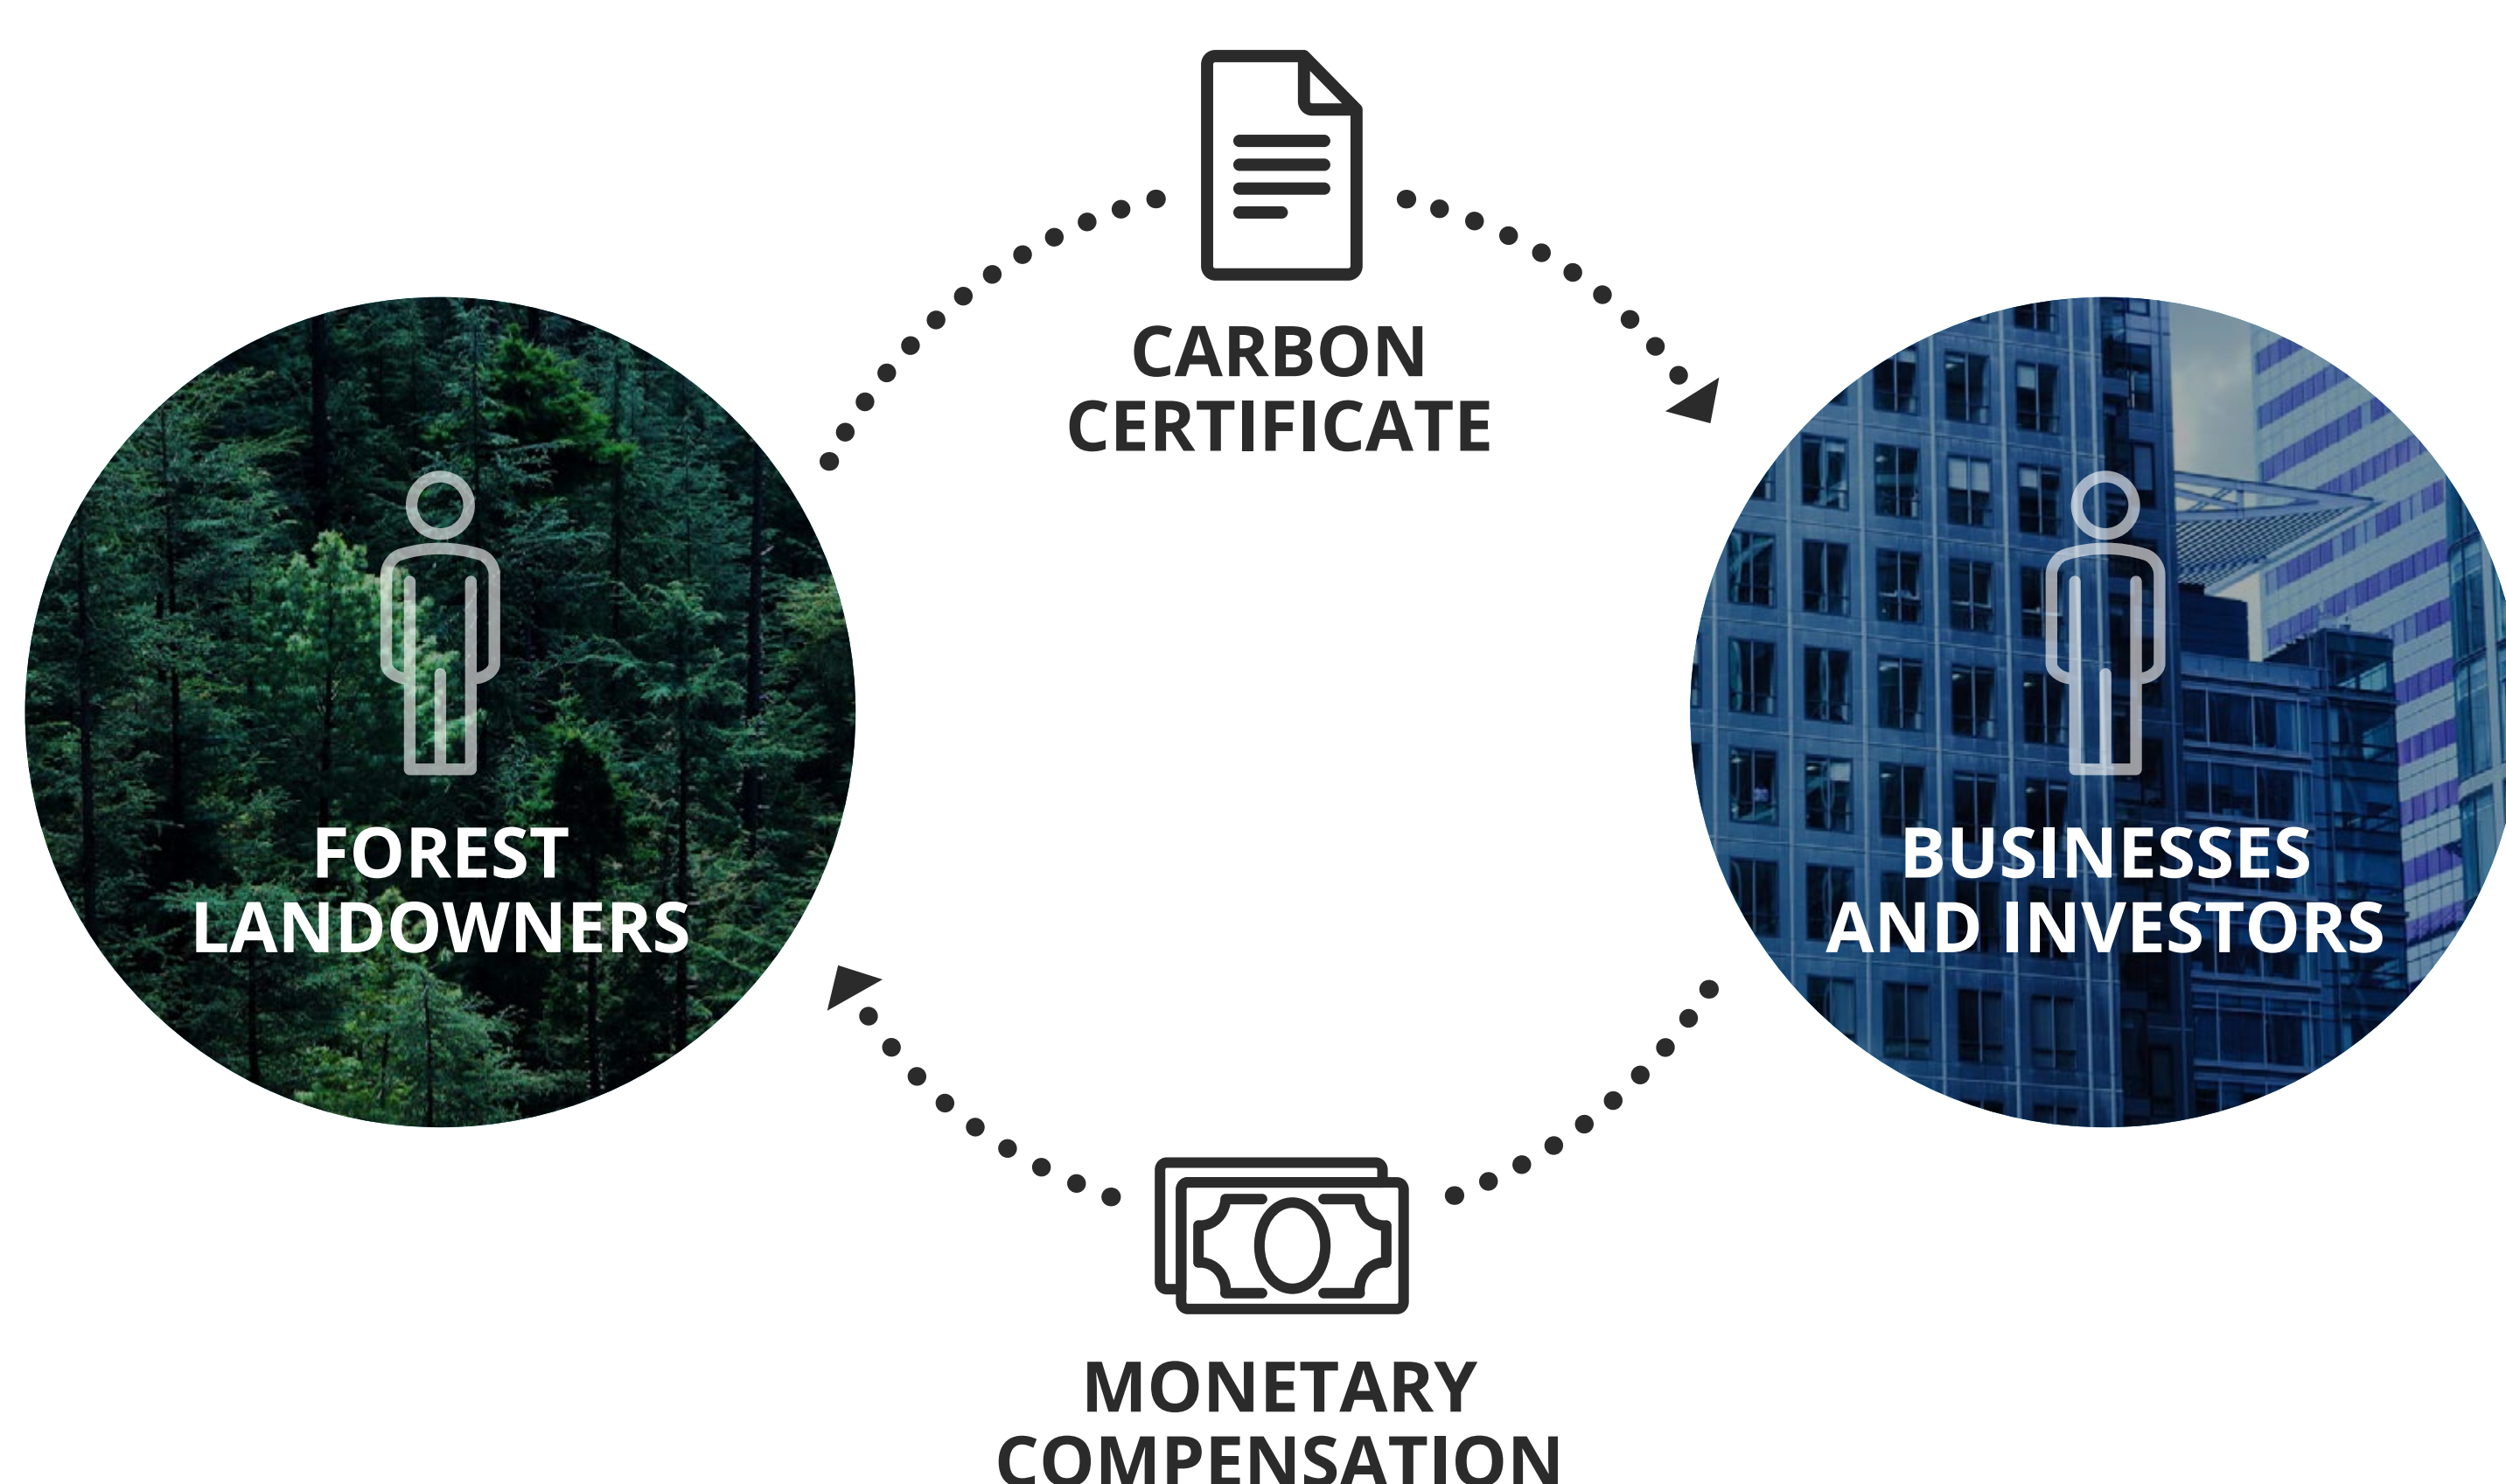 CARBON
CERTIFICATE
FOREST
LANDOWNERS
BUSINESSES
AND INVESTORS
MONETARY
COMPENSATION